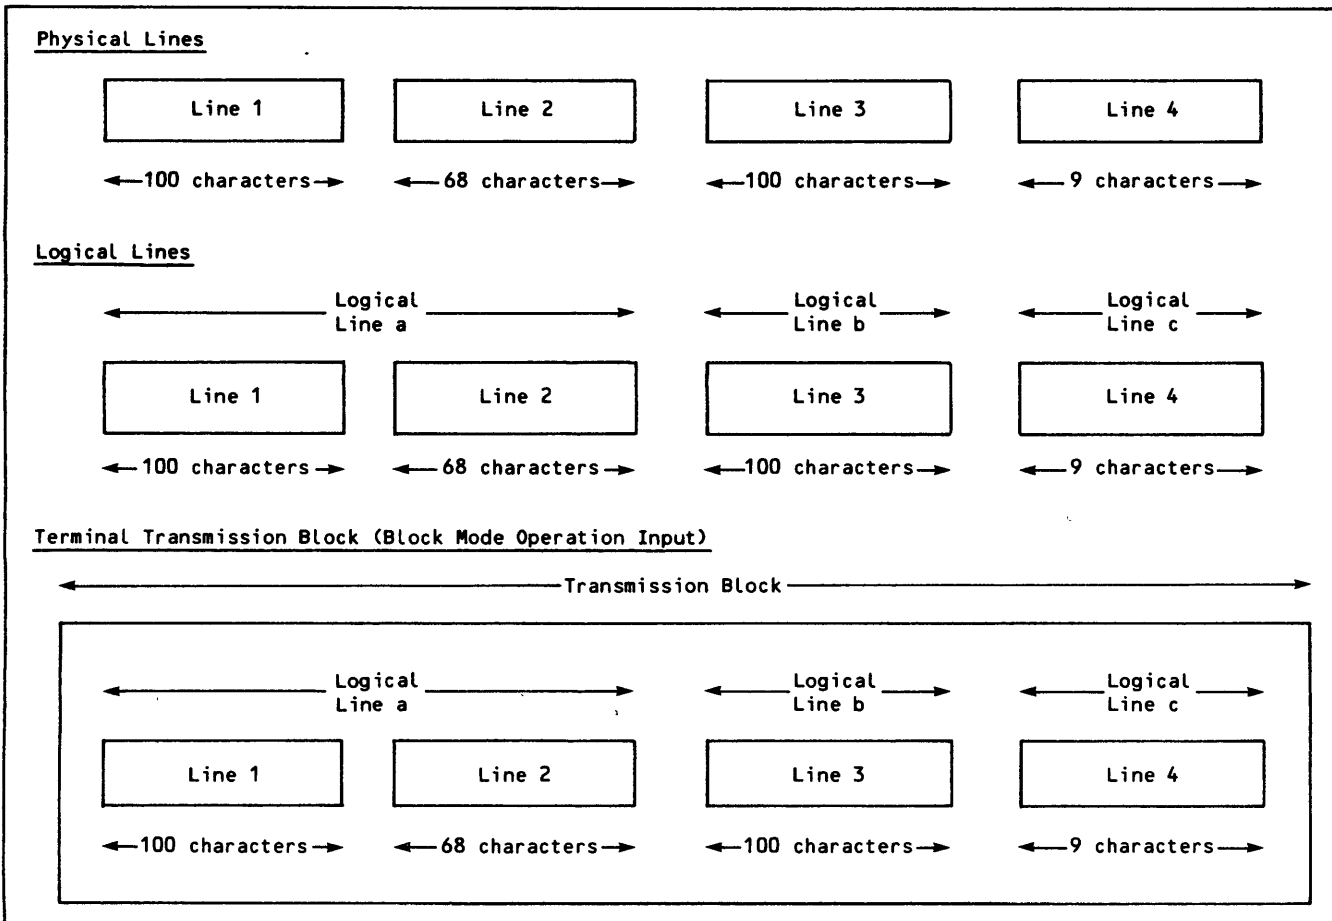 Physical Lines
Line 1 Line 2 Line 3 Line 4
100 characters 68 characters 100 characters 9 characters
Logical Lines
Logical Line a Logical Line b Logical Line c
Line 1 Line 2 Line 3 Line 4
100 characters 68 characters 100 characters 9 characters
Terminal Transmission Block (Block Mode Operation Input)
Transmission Block
Logical Line a Logical Line b Logical Line c
Line 1 Line 2 Line 3 Line 4
100 characters 68 characters 100 characters 9 characters